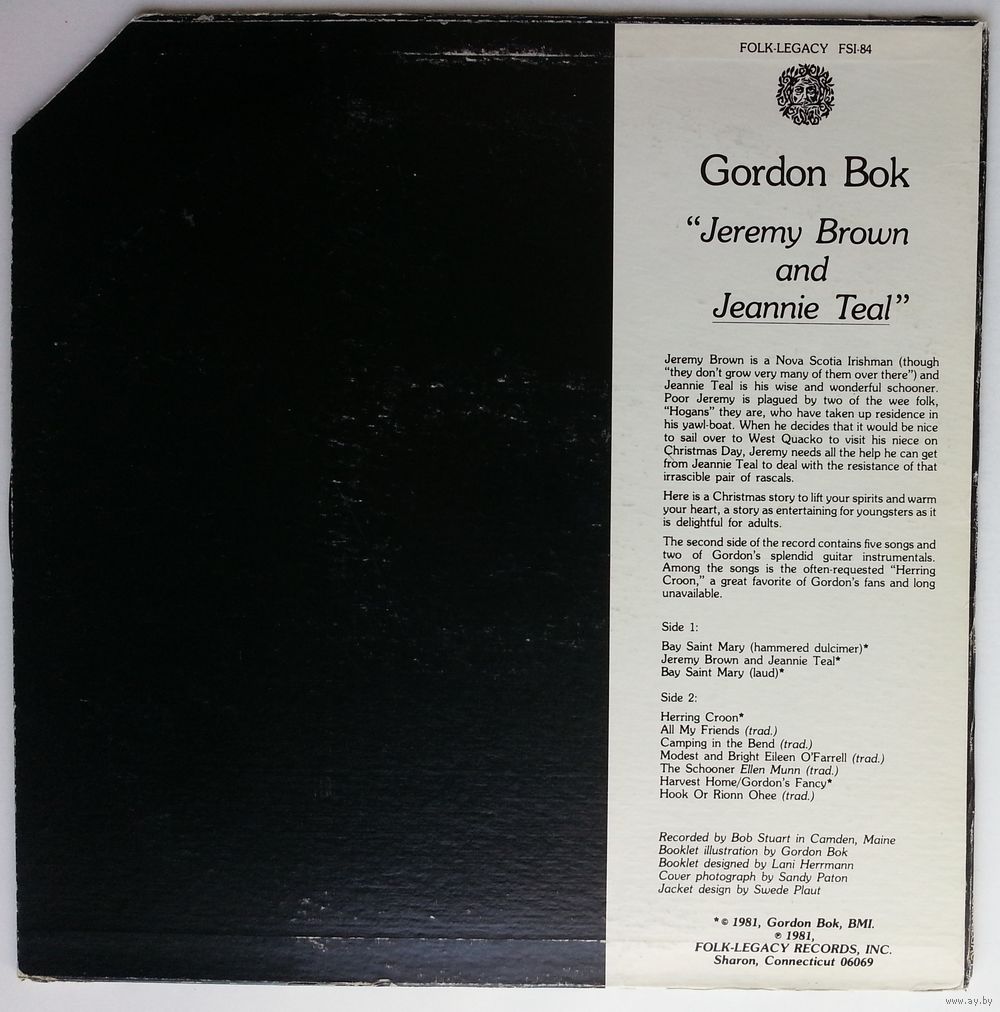 FOLK-LEGACY FSI-84
Gordon Bok
“Jeremy Brown
and
Jeannie Teal”
Jeremy Brown is a Nova Scotia Irishman (though
“they don’t grow very many of them over there”) and
Jeannie Teal is his wise and wonderful schooner.
Poor Jeremy is plagued by two of the wee folk,
“Hogans” they are, who have taken up residence in
his yawl-boat. When he decides that it would be nice
to sail over to West Quacko to visit his niece on
Christmas Day, Jeremy needs all the help he can get
from Jeannie Teal to deal with the resistance of that
irrascible pair of rascals.
Here is a Christmas story to lift your spirits and warm
your heart, a story as entertaining for youngsters as it
is delightful for adults.
The second side of the record contains five songs and
two of Gordon’s splendid guitar instrumentals.
Among the songs is the often-requested “Herring
Croon,” a great favorite of Gordon’s fans and long
unavailable.
Side 1:
Bay Saint Mary (hammered dulcimer)*
Jeremy Brown and Jeannie Teal*
Bay Saint Mary (laud)*
Side 2:
Herring Croon*
All My Friends (trad.)
Camping in the Bend (trad.)
Modest and Bright Eileen O’Farrell (trad.)
The Schooner Ellen Munn (trad.)
Harvest Home/Gordon’s Fancy*
Hook Or Rionn Ohee (trad.)
Recorded by Bob Stuart in Camden, Maine
Booklet illustration by Gordon Bok
Booklet designed by Lani Herrmann
Cover photograph by Sandy Paton
Jacket design by Swede Plaut
*© 1981, Gordon Bok, BMI.
℗ 1981,
FOLK-LEGACY RECORDS, INC.
Sharon, Connecticut 06069
www.ay.by